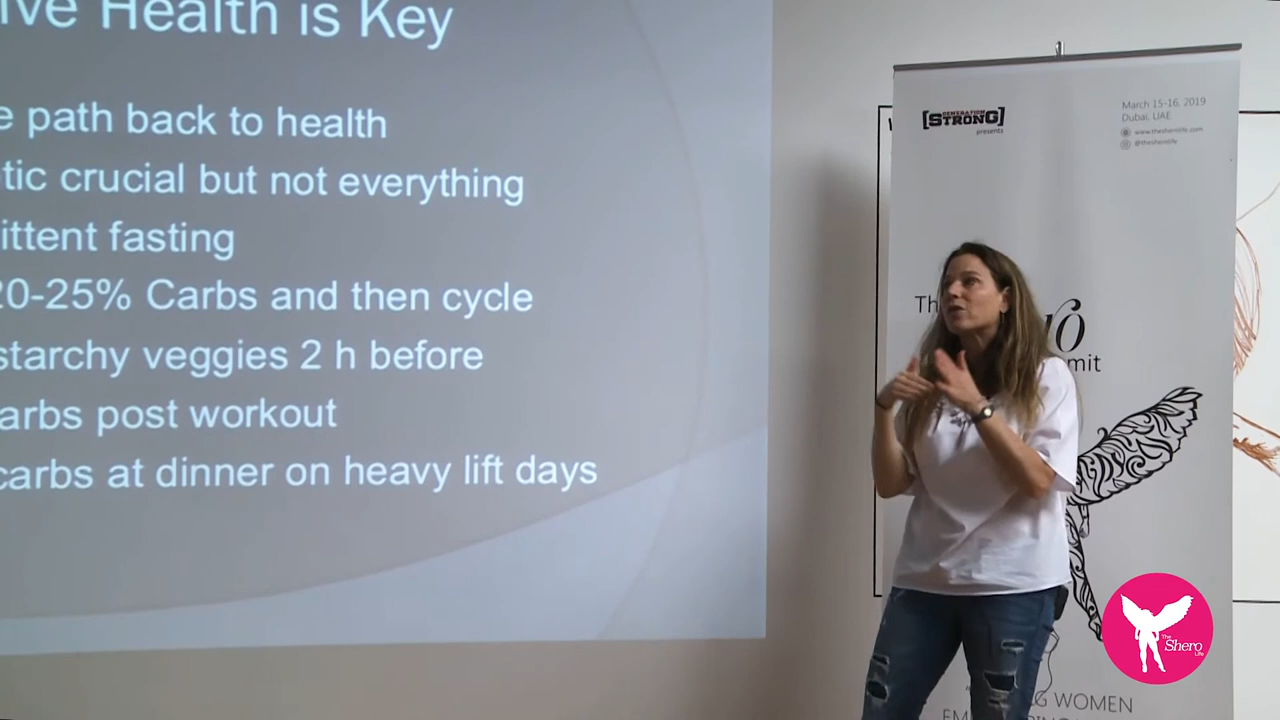 ive Health is Key
e path back to health
tic crucial but not everything
ittent fasting
20-25% Carbs and then cycle
starchy veggies 2 h before
arbs post workout
carbs at dinner on heavy lift days
[GENERATION
STRONG]
presents
March 15-16, 2019
Dubai, UAE
www.thesherolife.com
@thesherolife
Th
ro
mit
G WOMEN
The
Shero
Life